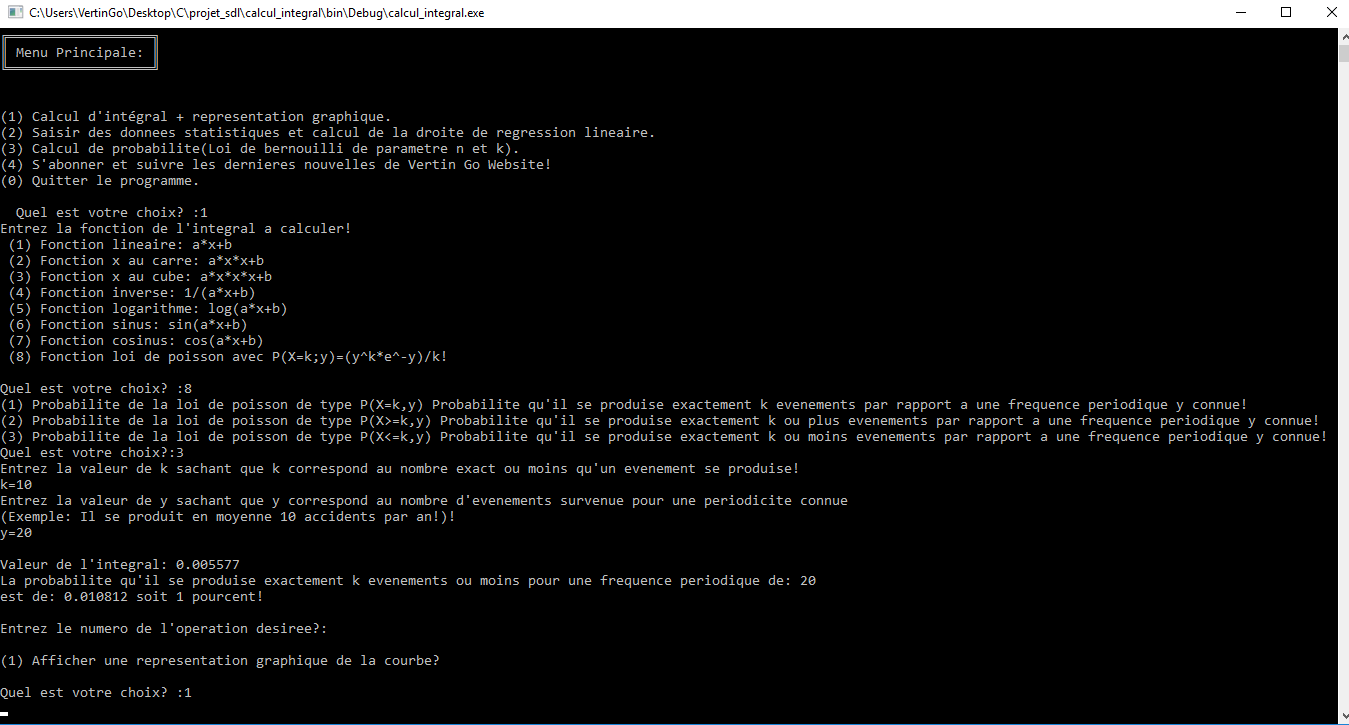 C:\Users\VertinGo\Desktop\C\projet_sdl\calcul_integral\bin\Debug\calcul_integral.exe
Menu Principale:
(1) Calcul d'intégral + representation graphique.
(2) Saisir des donnees statistiques et calcul de la droite de regression lineaire.
(3) Calcul de probabilite(Loi de bernouilli de parametre n et k).
(4) S'abonner et suivre les dernieres nouvelles de Vertin Go Website!
(0) Quitter le programme.
Quel est votre choix? :1
Entrez la fonction de l'integral a calculer!
(1) Fonction lineaire: a*x+b
(2) Fonction x au carre: a*x*x+b
(3) Fonction x au cube: a*x*x*x+b
(4) Fonction inverse: 1/(a*x+b)
(5) Fonction logarithme: log(a*x+b)
(6) Fonction sinus: sin(a*x+b)
(7) Fonction cosinus: cos(a*x+b)
(8) Fonction loi de poisson avec P(X=k;y)=(y^k*e^-y)/k!
Quel est votre choix? :8
(1) Probabilite de la loi de poisson de type P(X=k,y) Probabilite qu'il se produise exactement k evenements par rapport a une frequence periodique y connue!
(2) Probabilite de la loi de poisson de type P(X>=k,y) Probabilite qu'il se produise exactement k ou plus evenements par rapport a une frequence periodique y connue!
(3) Probabilite de la loi de poisson de type P(X<=k,y) Probabilite qu'il se produise exactement k ou moins evenements par rapport a une frequence periodique y connue!
Quel est votre choix?:3
Entrez la valeur de k sachant que k correspond au nombre exact ou moins qu'un evenement se produise!
k=10
Entrez la valeur de y sachant que y correspond au nombre d'evenements survenue pour une periodicite connue
(Exemple: Il se produit en moyenne 10 accidents par an!)!
y=20
Valeur de l'integral: 0.005577
La probabilite qu'il se produise exactement k evenements ou moins pour une frequence periodique de: 20
est de: 0.010812 soit 1 pourcent!
Entrez le numero de l'operation desiree?:
(1) Afficher une representation graphique de la courbe?
Quel est votre choix? :1